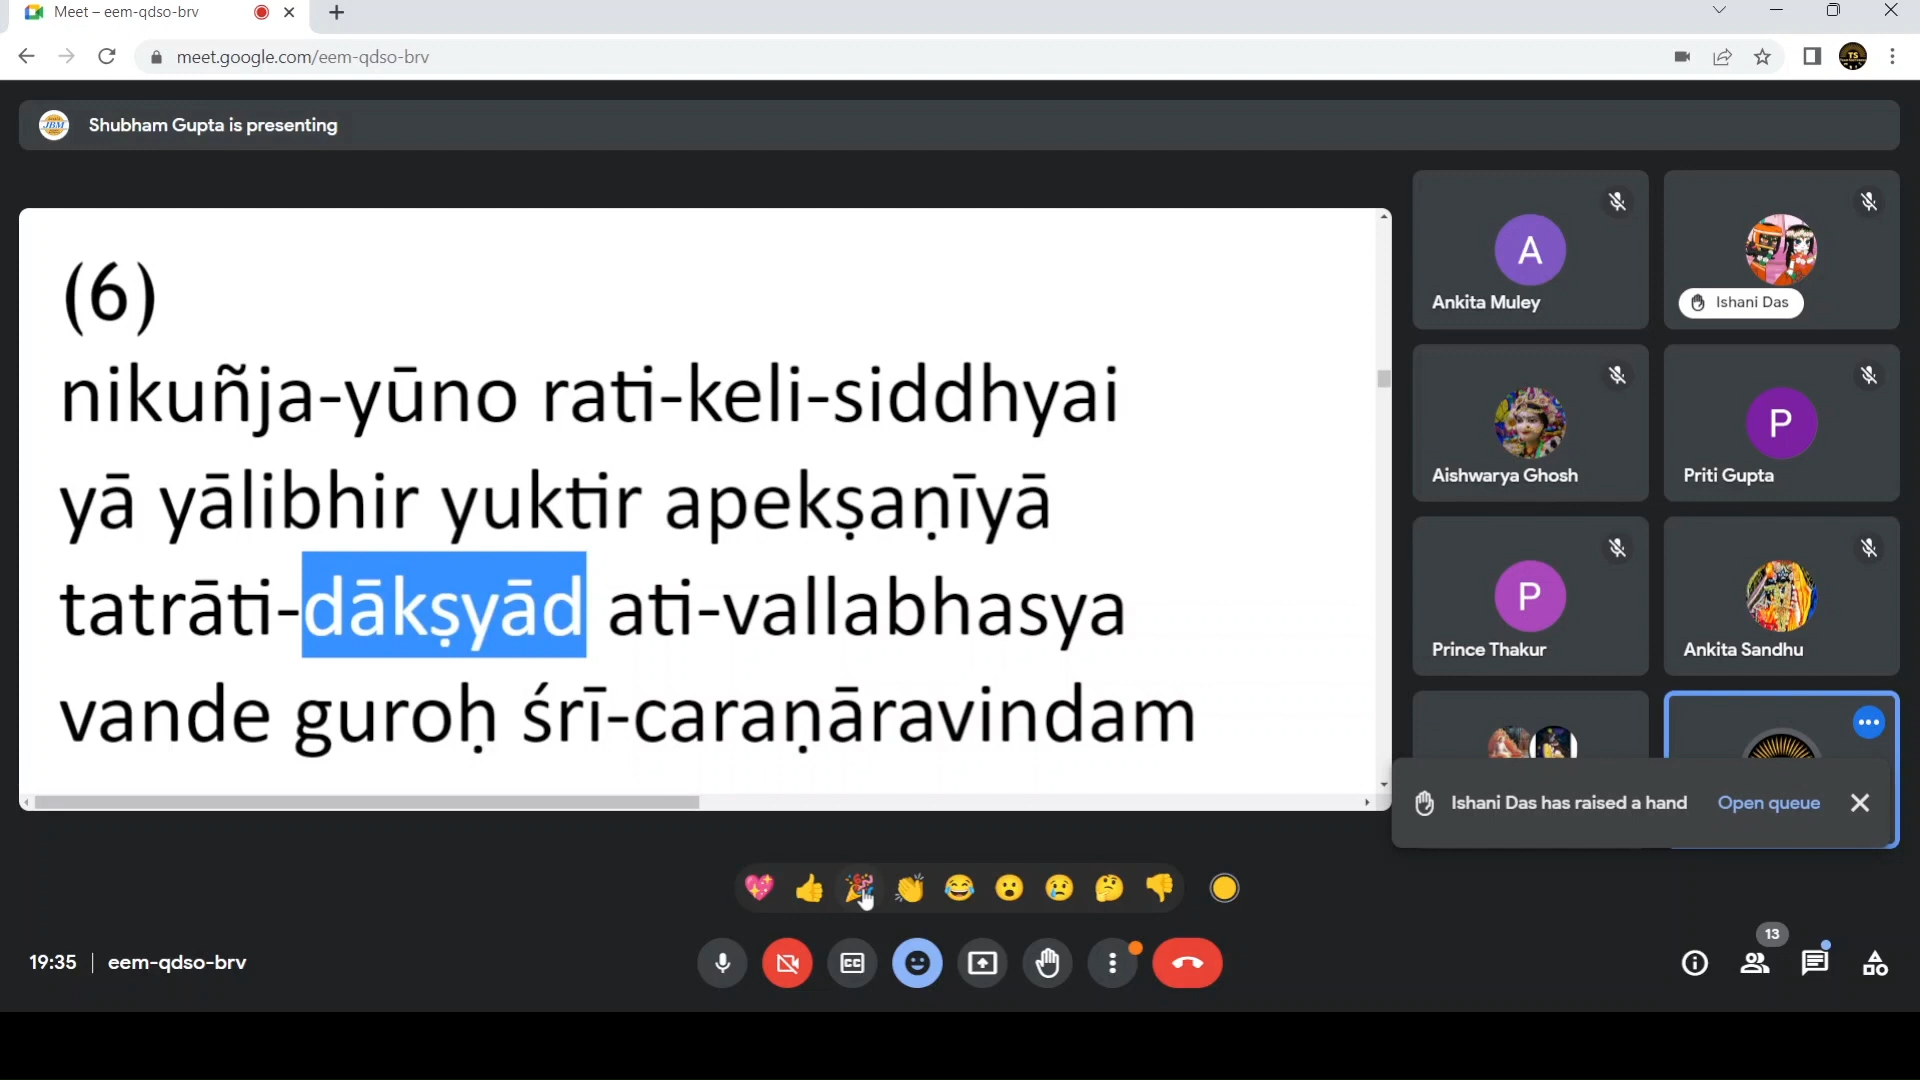 Meet – eem-qdso-brv
meet.google.com/eem-qdso-brv
TS
JBM
Shubham Gupta is presenting
(6)
nikuñja-yūno rati-keli-siddhyai
yā yālibhir yuktir apekṣaṇīyā
tatrāti-dākṣyād ati-vallabhasya
vande guroḥ śrī-caraṇāravindam
A
Ankita Muley
Ishani Das
Aishwarya Ghosh
P
Priti Gupta
P
Prince Thakur
Ankita Sandhu
Ishani Das has raised a hand
Open queue
19:35 | eem-qdso-brv
CC
13